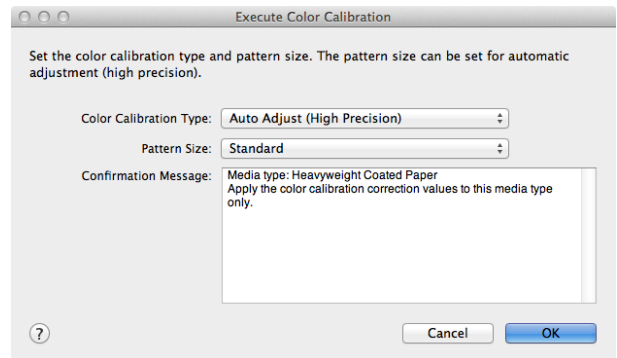 Execute Color Calibration
Set the color calibration type and pattern size. The pattern size can be set for automatic
adjustment (high precision).
Color Calibration Type: Auto Adjust (High Precision)
Pattern Size: Standard
Confirmation Message: Media type: Heavyweight Coated Paper
Apply the color calibration correction values to this media type
only.
? Cancel OK